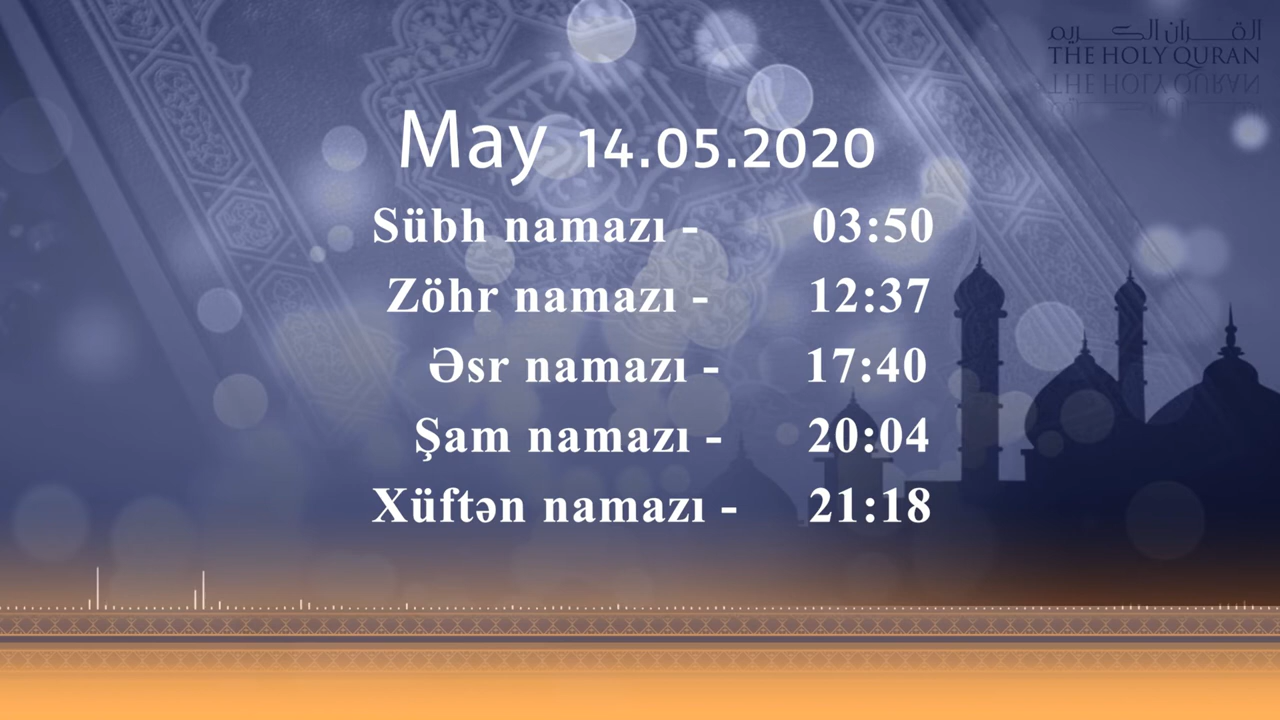 القرآن الكريم
THE HOLY QURAN
May 14.05.2020
Sübh namazı - 03:50
Zöhr namazı - 12:37
Əsr namazı - 17:40
Şam namazı - 20:04
Xüftən namazı - 21:18